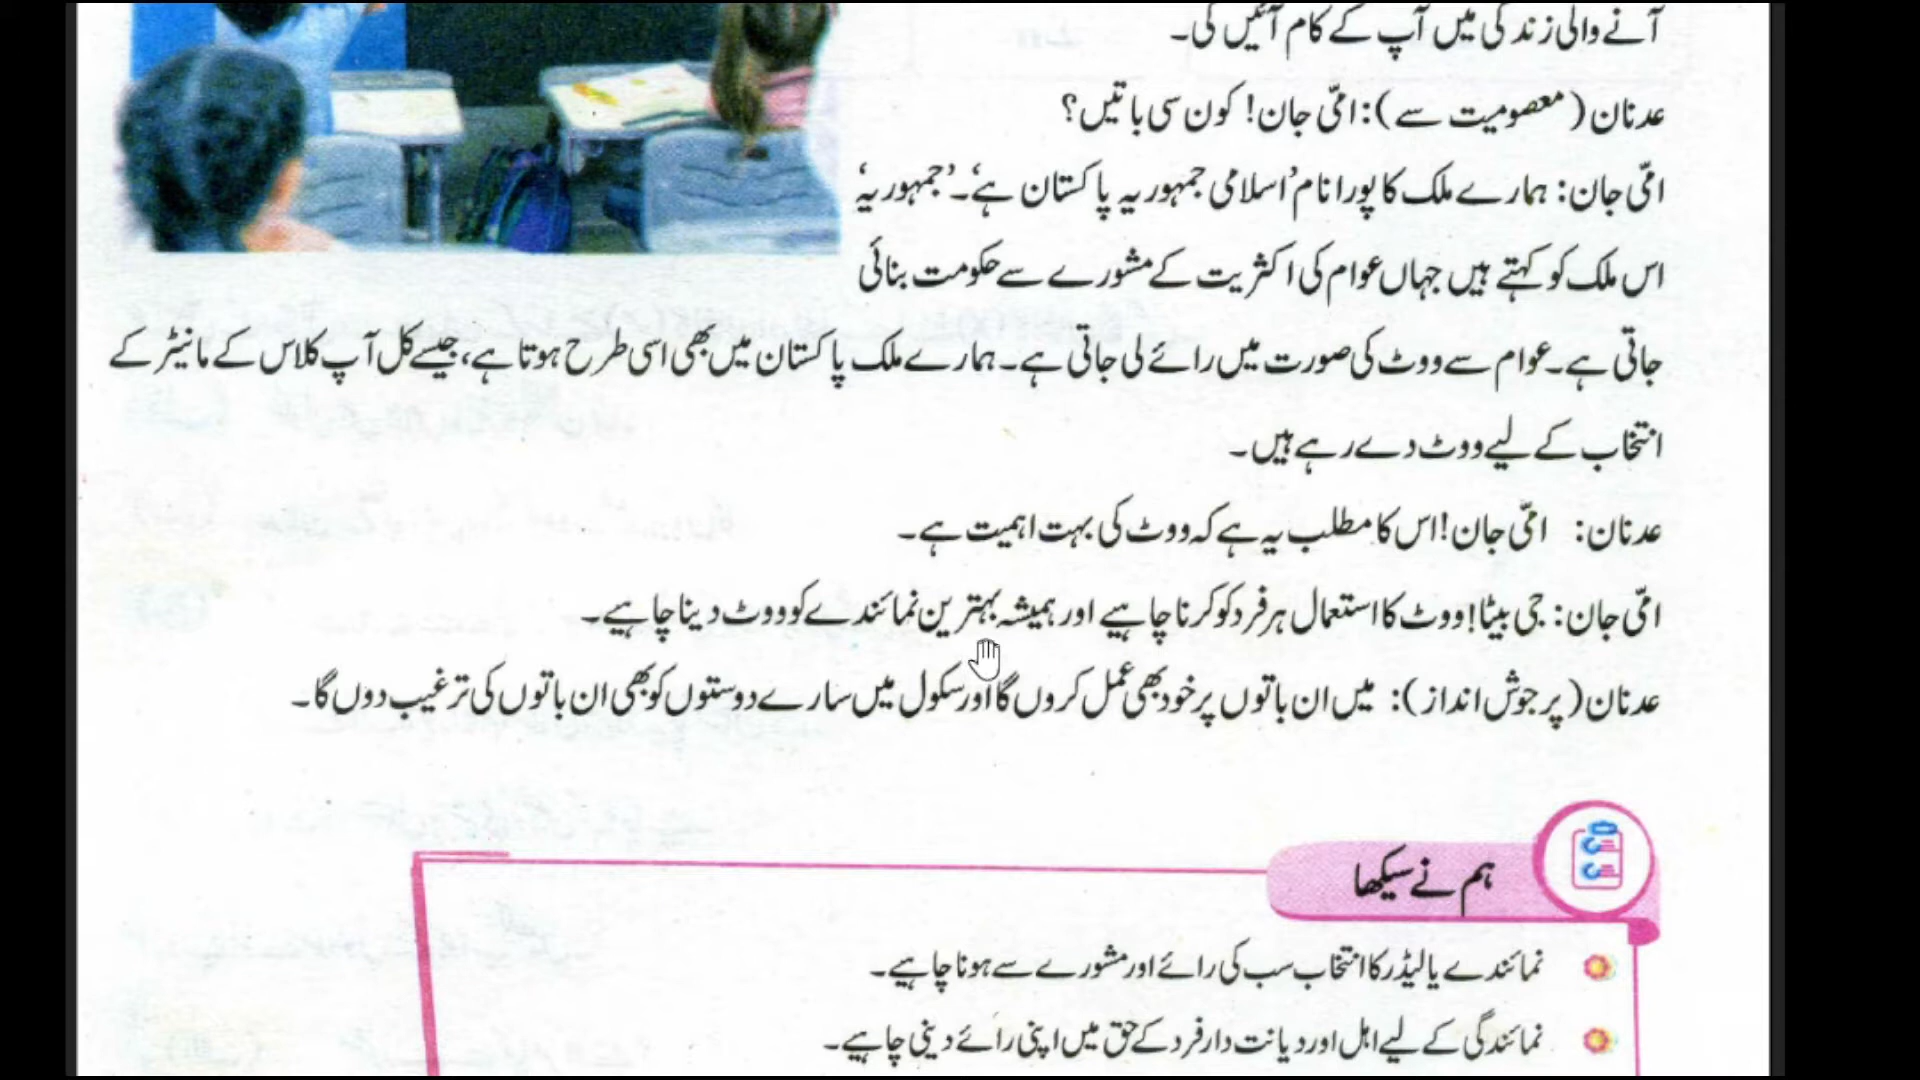 آنے والی زندگی میں آپ کے کام آئیں گی۔
عدنان (معصومیت سے): امّی جان! کون سی باتیں؟
امّی جان: ہمارے ملک کا پورا نام 'اسلامی جمہوریہ پاکستان ہے'۔ 'جمہوریہ'
اس ملک کو کہتے ہیں جہاں عوام کی اکثریت کے مشورے سے حکومت بنائی
جاتی ہے۔ عوام سے ووٹ کی صورت میں رائے لی جاتی ہے۔ ہمارے ملک پاکستان میں بھی اسی طرح ہوتا ہے، جیسے کل آپ کلاس کے مانیٹر کے
انتخاب کے لیے ووٹ دے رہے ہیں۔
عدنان: امّی جان! اس کا مطلب یہ ہے کہ ووٹ کی بہت اہمیت ہے۔
امّی جان: جی بیٹا! ووٹ کا استعمال ہر فرد کو کرنا چاہیے اور ہمیشہ بہترین نمائندے کو ووٹ دینا چاہیے۔
عدنان (پر جوش انداز): میں ان باتوں پر خود بھی عمل کروں گا اور سکول میں سارے دوستوں کو بھی ان باتوں کی ترغیب دوں گا۔
ہم نے سیکھا
نمائندے یا لیڈر کا انتخاب سب کی رائے اور مشورے سے ہونا چاہیے۔
نمائندگی کے لیے اہل اور دیانت دار فرد کے حق میں اپنی رائے دینی چاہیے۔